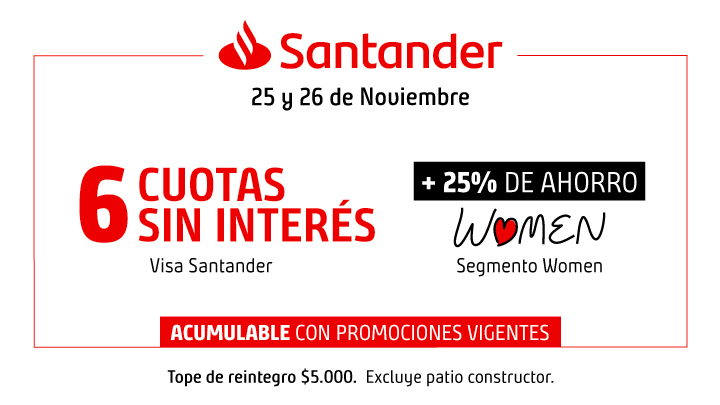 Santander
25 y 26 de Noviembre
6 CUOTAS
SIN INTERÉS
Visa Santander
+ 25% DE AHORRO
WOMEN
Segmento Women
ACUMULABLE CON PROMOCIONES VIGENTES
Tope de reintegro $5.000. Excluye patio constructor.